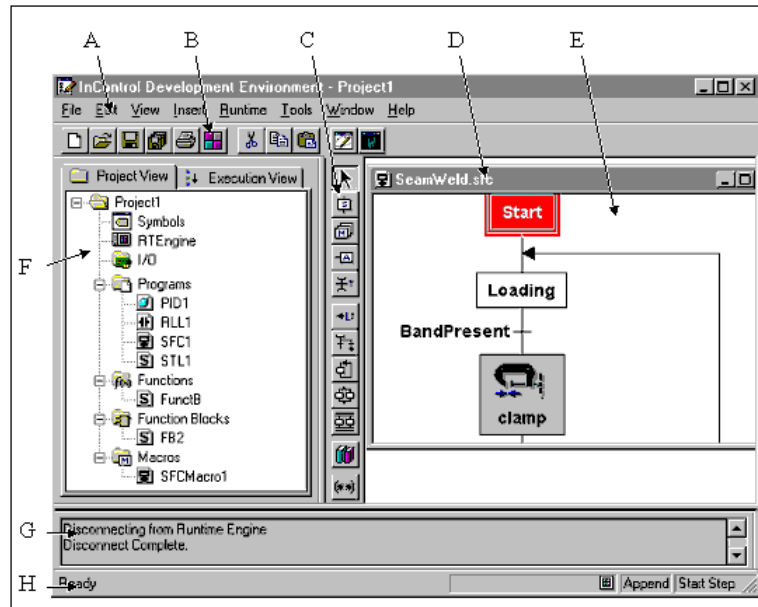 A B C D E
InControl Development Environment - Project1
File Edit View Insert Runtime Tools Window Help
Project View Execution View
Project1
Symbols
RTEngine
I/O
Programs
PID1
RLL1
SFC1
STL1
Functions
FunctB
Function Blocks
FB2
Macros
SFCMacro1
F
SeamWeld.sfc
Start
Loading
BandPresent
clamp
G
Disconnecting from Runtime Engine
Disconnect Complete.
H
Ready
Append Start Step